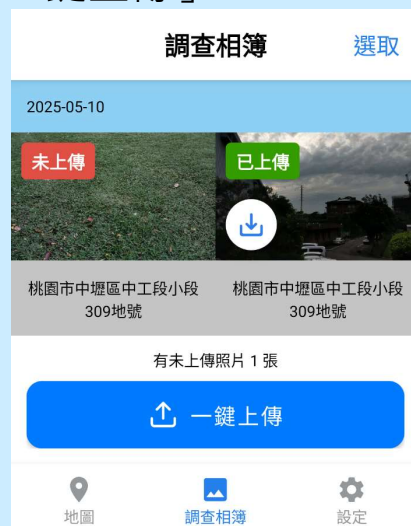 調查相簿 選取
2025-05-10
未上傳 已上傳
桃園市中壢區中工段小段 桃園市中壢區中工段小段
309地號 309地號
有未上傳照片 1 張
一鍵上傳
地圖 調查相簿 設定